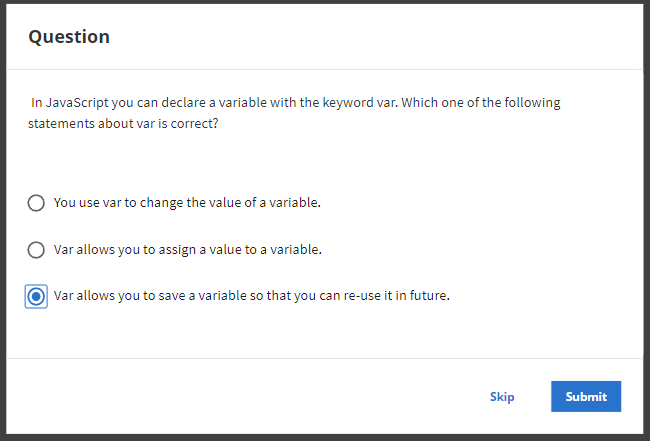 Question
In JavaScript you can declare a variable with the keyword var. Which one of the following
statements about var is correct?
You use var to change the value of a variable.
Var allows you to assign a value to a variable.
Var allows you to save a variable so that you can re-use it in future.
Skip
Submit